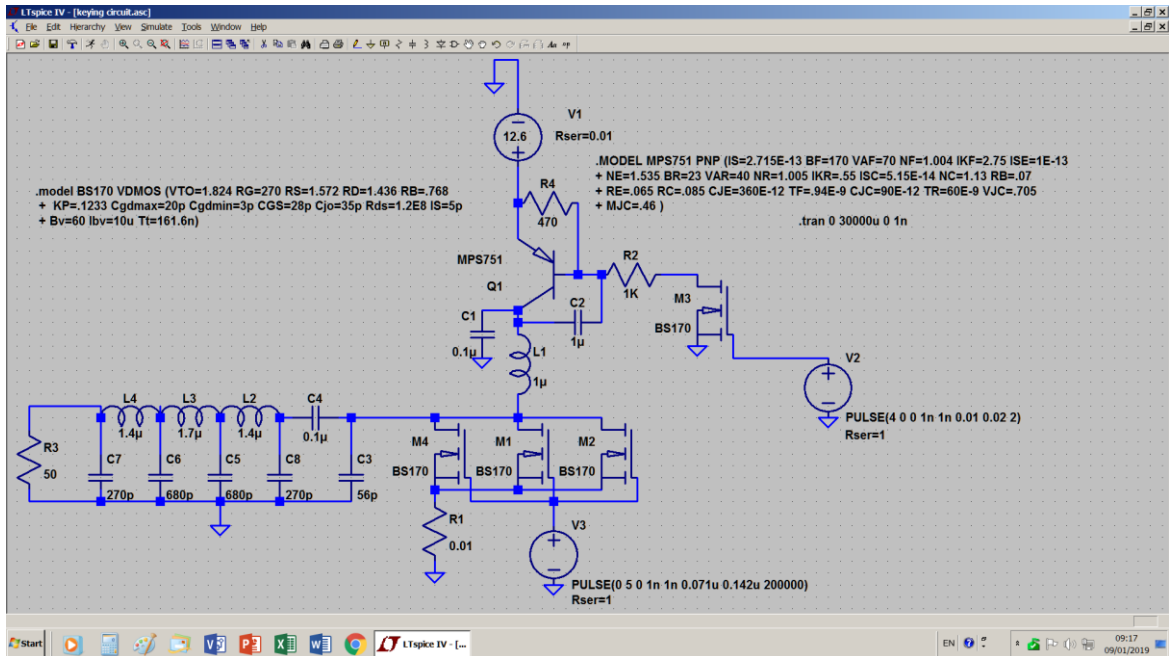 LTspice IV - [keying circuit.asc]
File Edit Hierarchy View Simulate Tools Window Help
V1
12.6
Rser=0.01
.MODEL MPS751 PNP (IS=2.715E-13 BF=170 VAF=70 NF=1.004 IKF=2.75 ISE=1E-13
+ NE=1.535 BR=23 VAR=40 NR=1.005 IKR=.55 ISC=5.15E-14 NC=1.13 RB=.07
+ RE=.065 RC=.085 CJE=360E-12 TF=.94E-9 CJC=90E-12 TR=60E-9 VJC=.705
+ MJC=.46 )
.tran 0 30000u 0 1n
.model BS170 VDMOS (VTO=1.824 RG=270 RS=1.572 RD=1.436 RB=.768
+ KP=.1233 Cgdmax=20p Cgdmin=3p CGS=28p Cjo=35p Rds=1.2E8 IS=5p
+ Bv=60 Ibv=10u Tt=161.6n)
R4
470
MPS751
Q1
R2
1K
M3
BS170
C1
0.1µ
C2
1µ
L1
1µ
V2
PULSE(4 0 0 1n 1n 0.01 0.02 2)
Rser=1
L4
1.4µ
L3
1.7µ
L2
1.4µ
C4
0.1µ
R3
50
C7
270p
C6
680p
C5
680p
C8
270p
C3
56p
M4
BS170
M1
BS170
M2
BS170
R1
0.01
V3
PULSE(0 5 0 1n 1n 0.071u 0.142u 200000)
Rser=1
Start
LTspice IV - [...
EN
09:17
09/01/2019